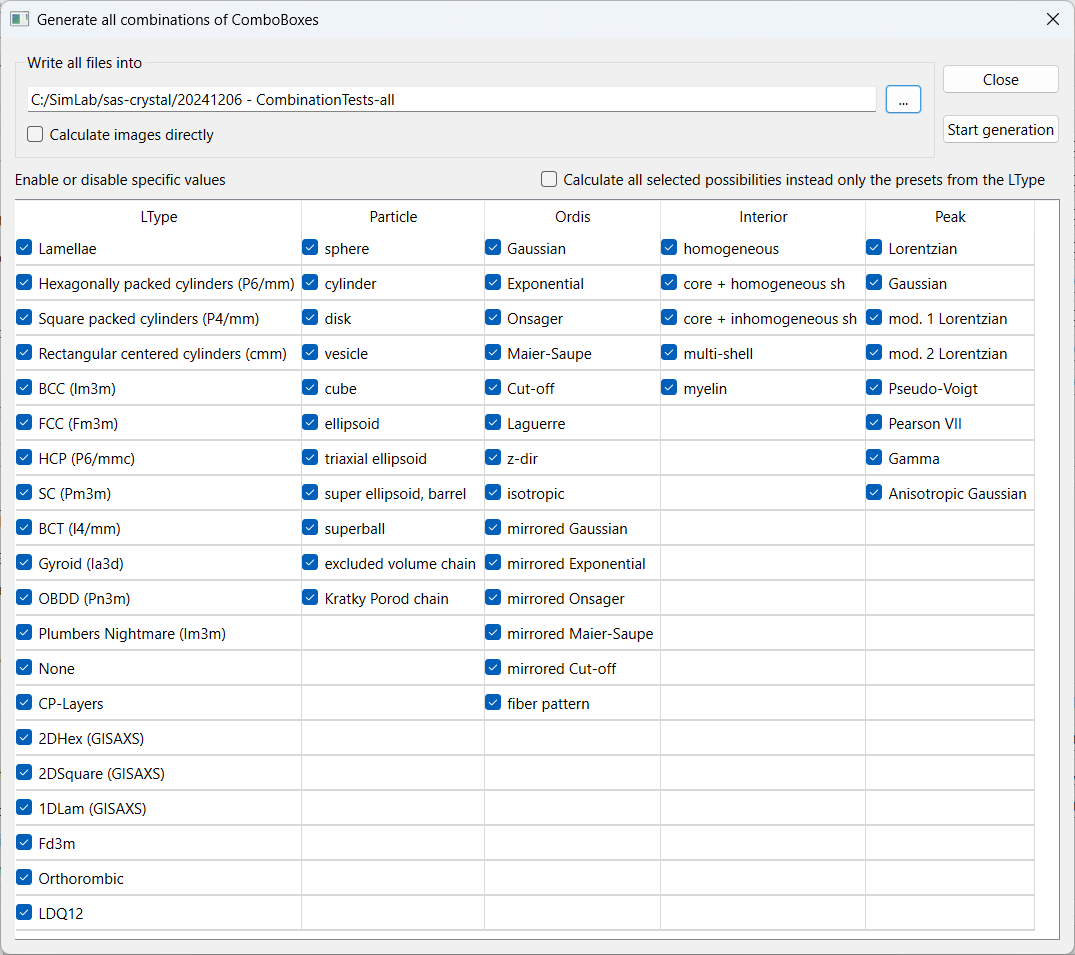 Generate all combinations of ComboBoxes
Write all files into
Close
C:/SimLab/sas-crystal/20241206 - CombinationTests-all
...
Calculate images directly
Start generation
Enable or disable specific values
Calculate all selected possibilities instead only the presets from the LType
LType Particle Ordis Interior Peak
Lamellae sphere Gaussian homogeneous Lorentzian
Hexagonally packed cylinders (P6/mm) cylinder Exponential core + homogeneous sh Gaussian
Square packed cylinders (P4/mm) disk Onsager core + inhomogeneous sh mod. 1 Lorentzian
Rectangular centered cylinders (cmm) vesicle Maier-Saupe multi-shell mod. 2 Lorentzian
BCC (Im3m) cube Cut-off myelin Pseudo-Voigt
FCC (Fm3m) ellipsoid Laguerre Pearson VII
HCP (P6/mmc) triaxial ellipsoid z-dir Gamma
SC (Pm3m) super ellipsoid, barrel isotropic Anisotropic Gaussian
BCT (I4/mm) superball mirrored Gaussian
Gyroid (Ia3d) excluded volume chain mirrored Exponential
OBDD (Pn3m) Kratky Porod chain mirrored Onsager
Plumbers Nightmare (Im3m) mirrored Maier-Saupe
None mirrored Cut-off
CP-Layers fiber pattern
2DHex (GISAXS)
2DSquare (GISAXS)
1DLam (GISAXS)
Fd3m
Orthorombic
LDQ12